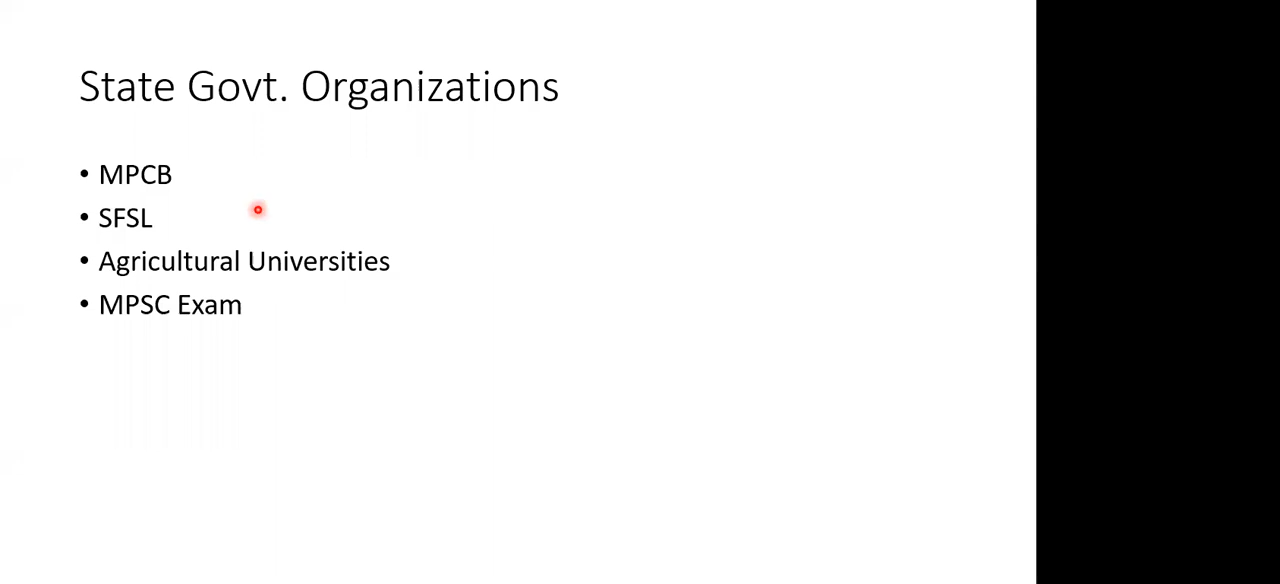 State Govt. Organizations
• MPCB
• SFSL
• Agricultural Universities
• MPSC Exam